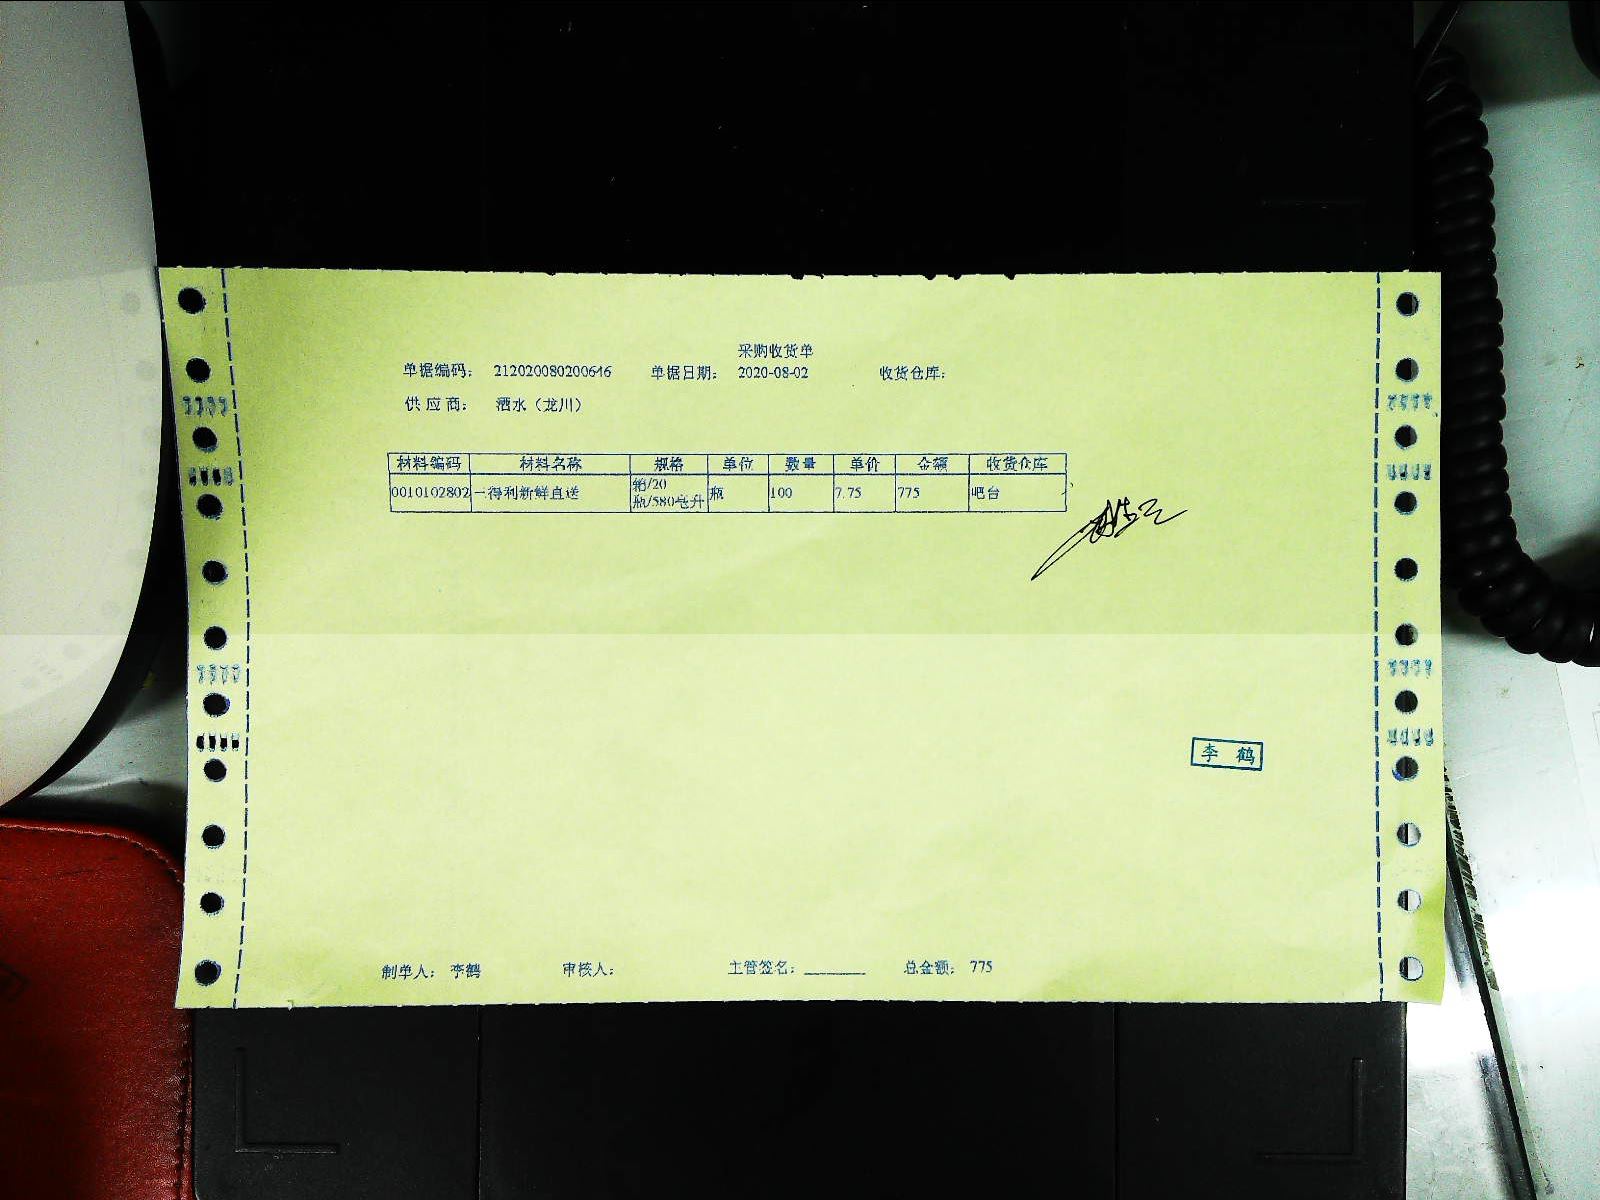 采购收货单
单据编码： 212020080200646 单据日期： 2020-08-02 收货仓库：
供应商： 酒水（龙川）
材料编码 材料名称 规格 单位 数量 单价 金额 收货仓库
0010102802 一得利新鲜直送 箱/20瓶/580毫升 瓶 100 7.75 775 吧台
李鹤
制单人： 李鹤 审核人： 主管签名：________ 总金额： 775